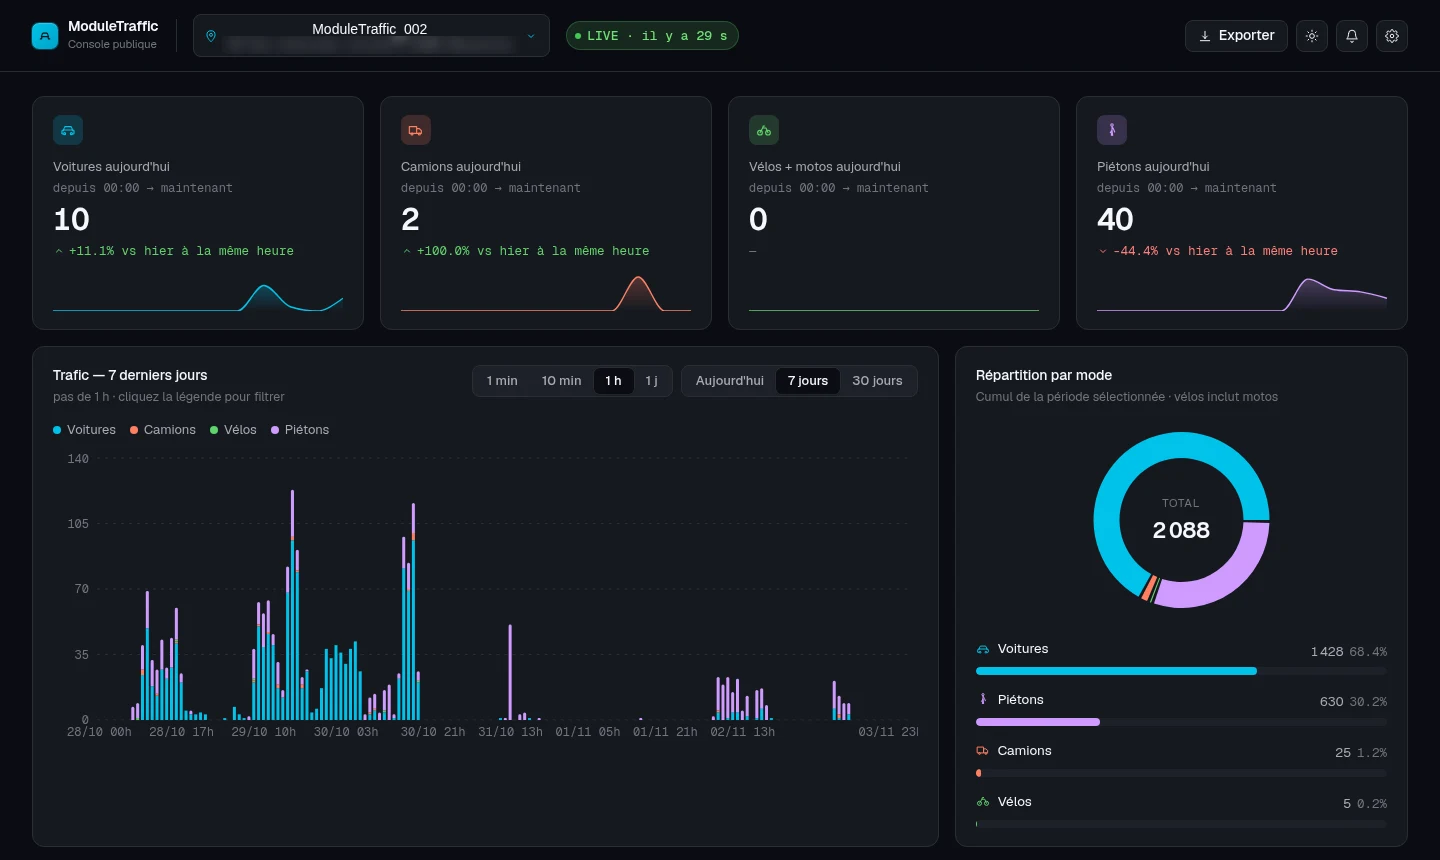 ModuleTraffic
Console publique
ModuleTraffic_002
LIVE · il y a 29 s
Exporter
Voitures aujourd'hui
depuis 00:00 → maintenant
10
+11.1% vs hier à la même heure
Camions aujourd'hui
depuis 00:00 → maintenant
2
+100.0% vs hier à la même heure
Vélos + motos aujourd'hui
depuis 00:00 → maintenant
0
—
Piétons aujourd'hui
depuis 00:00 → maintenant
40
-44.4% vs hier à la même heure
Trafic — 7 derniers jours
pas de 1 h · cliquez la légende pour filtrer
1 min 10 min 1 h 1 j
Aujourd'hui 7 jours 30 jours
Voitures Camions Vélos Piétons
140
105
70
35
0
28/10 00h 28/10 17h 29/10 10h 30/10 03h 30/10 21h 31/10 13h 01/11 05h 01/11 21h 02/11 13h 03/11 23
Répartition par mode
Cumul de la période sélectionnée · vélos inclut motos
TOTAL
2 088
Voitures 1 428 68.4%
Piétons 630 30.2%
Camions 25 1.2%
Vélos 5 0.2%